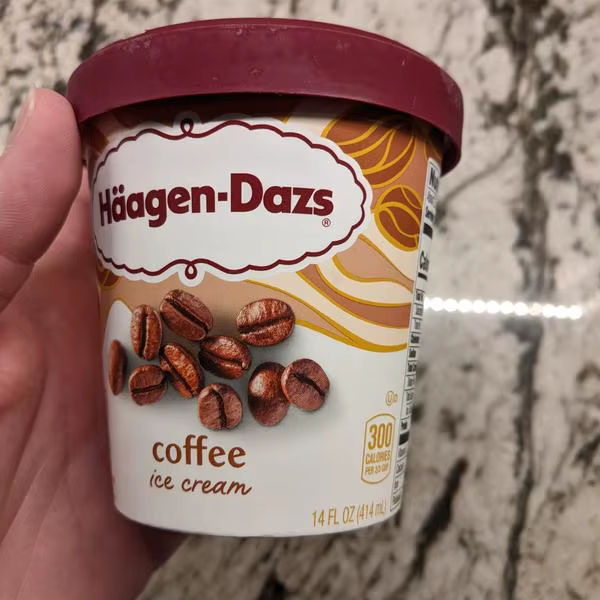 Häagen-Dazs®
coffee
ice cream
300
CALORIES
PER 2/3 CUP
14 FL OZ (414 mL)